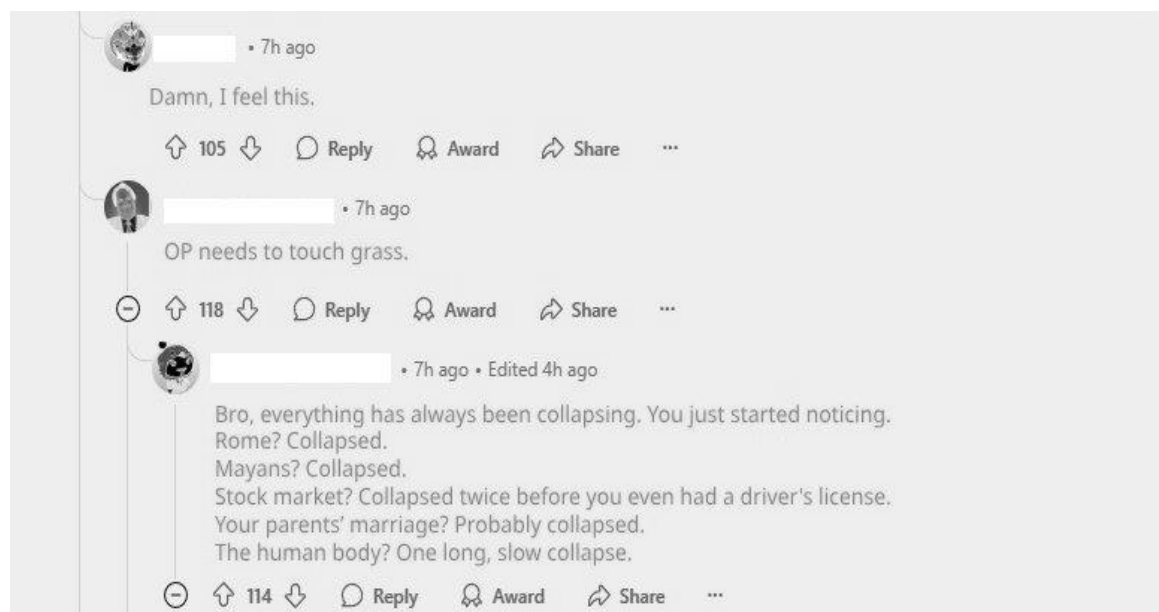 • 7h ago
Damn, I feel this.
105 Reply Award Share ...
• 7h ago
OP needs to touch grass.
118 Reply Award Share ...
• 7h ago • Edited 4h ago
Bro, everything has always been collapsing. You just started noticing.
Rome? Collapsed.
Mayans? Collapsed.
Stock market? Collapsed twice before you even had a driver's license.
Your parents’ marriage? Probably collapsed.
The human body? One long, slow collapse.
114 Reply Award Share ...